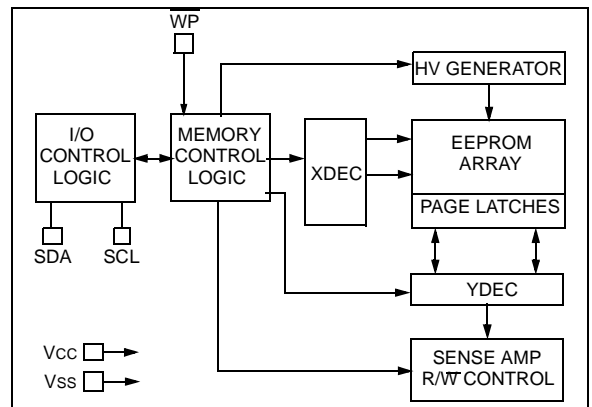 W̅P̅
HV GENERATOR
I/O
CONTROL
LOGIC
MEMORY
CONTROL
LOGIC
XDEC
EEPROM
ARRAY
PAGE LATCHES
SDA
SCL
YDEC
Vcc
Vss
SENSE AMP
R/W̅ CONTROL